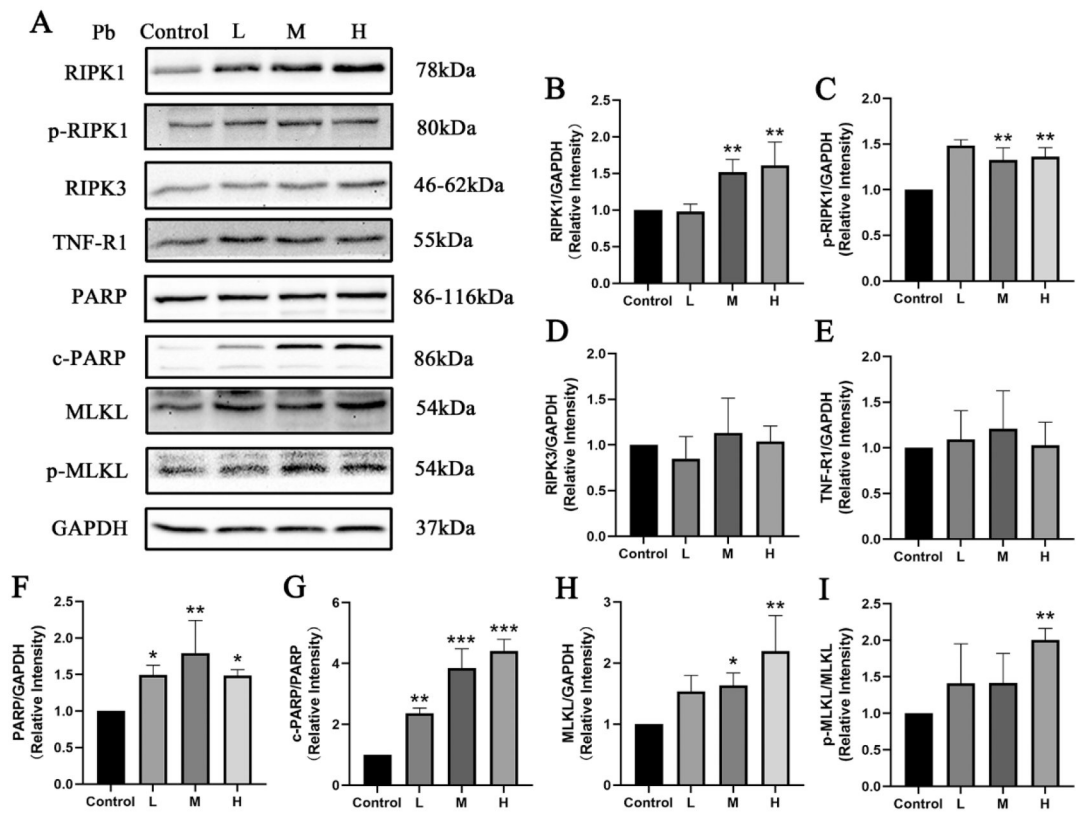 A
Pb Control L M H
RIPK1 78kDa
p-RIPK1 80kDa
RIPK3 46-62kDa
TNF-R1 55kDa
PARP 86-116kDa
c-PARP 86kDa
MLKL 54kDa
p-MLKL 54kDa
GAPDH 37kDa
B
RIPK1/GAPDH
(Relative Intensity)
2.5
2.0
1.5
1.0
0.5
0.0
** **
Control L M H
C
p-RIPK1/GAPDH
(Relative Intensity)
2.0
1.5
1.0
0.5
0.0
** **
Control L M H
D
RIPK3/GAPDH
(Relative Intensity)
2.0
1.5
1.0
0.5
0.0
Control L M H
E
TNF-R1/GAPDH
(Relative Intensity)
2.0
1.5
1.0
0.5
0.0
Control L M H
F
PARP/GAPDH
(Relative Intensity)
2.5
2.0
1.5
1.0
0.5
0.0
* ** *
Control L M H
G
c-PARP/PARP
(Relative Intensity)
6
4
2
0
** *** ***
Control L M H
H
MLKL/GAPDH
(Relative Intensity)
3
2
1
0
* **
Control L M H
I
p-MLKL/MLKL
(Relative Intensity)
2.5
2.0
1.5
1.0
0.5
0.0
**
Control L M H